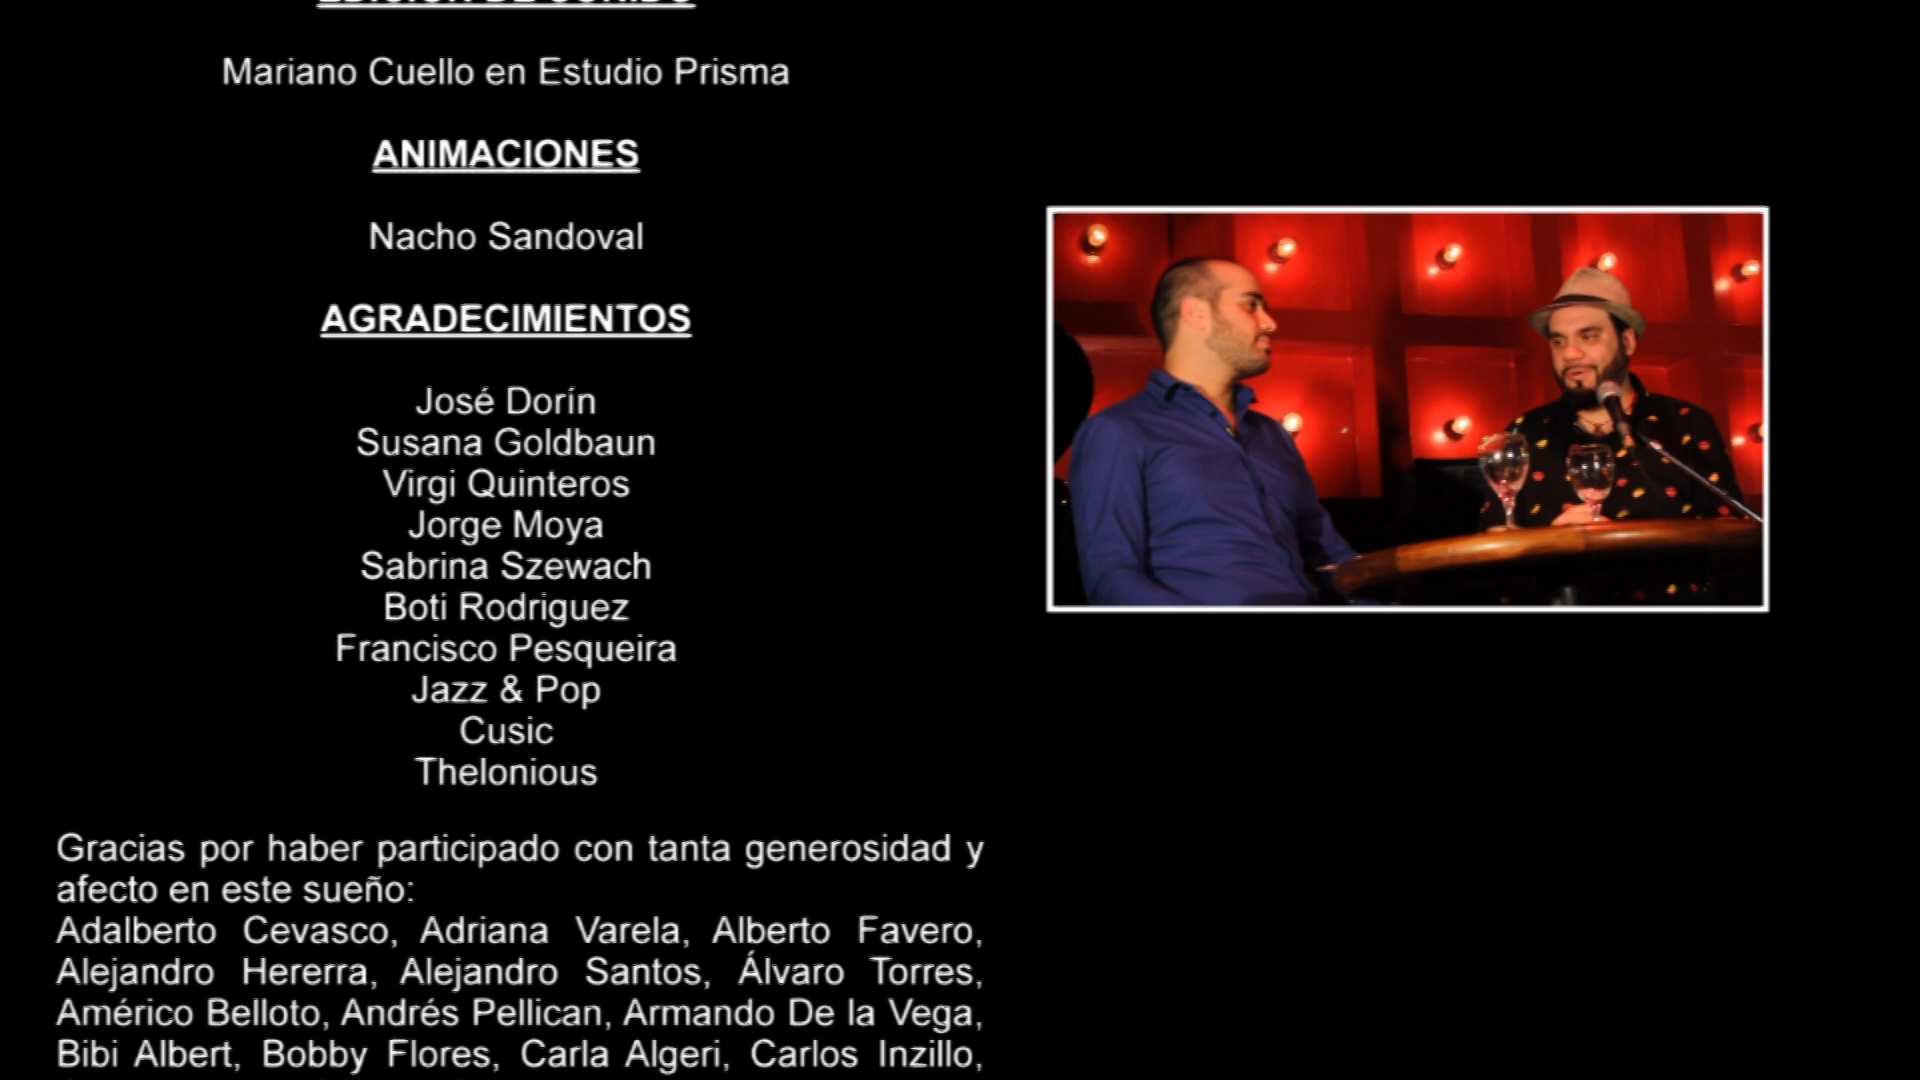 EDICIÓN DE SONIDO
Mariano Cuello en Estudio Prisma
ANIMACIONES
Nacho Sandoval
AGRADECIMIENTOS
José Dorín
Susana Goldbaun
Virgi Quinteros
Jorge Moya
Sabrina Szewach
Boti Rodriguez
Francisco Pesqueira
Jazz & Pop
Cusic
Thelonious
Gracias por haber participado con tanta generosidad y
afecto en este sueño:
Adalberto Cevasco, Adriana Varela, Alberto Favero,
Alejandro Hererra, Alejandro Santos, Álvaro Torres,
Américo Belloto, Andrés Pellican, Armando De la Vega,
Bibi Albert, Bobby Flores, Carla Algeri, Carlos Inzillo,